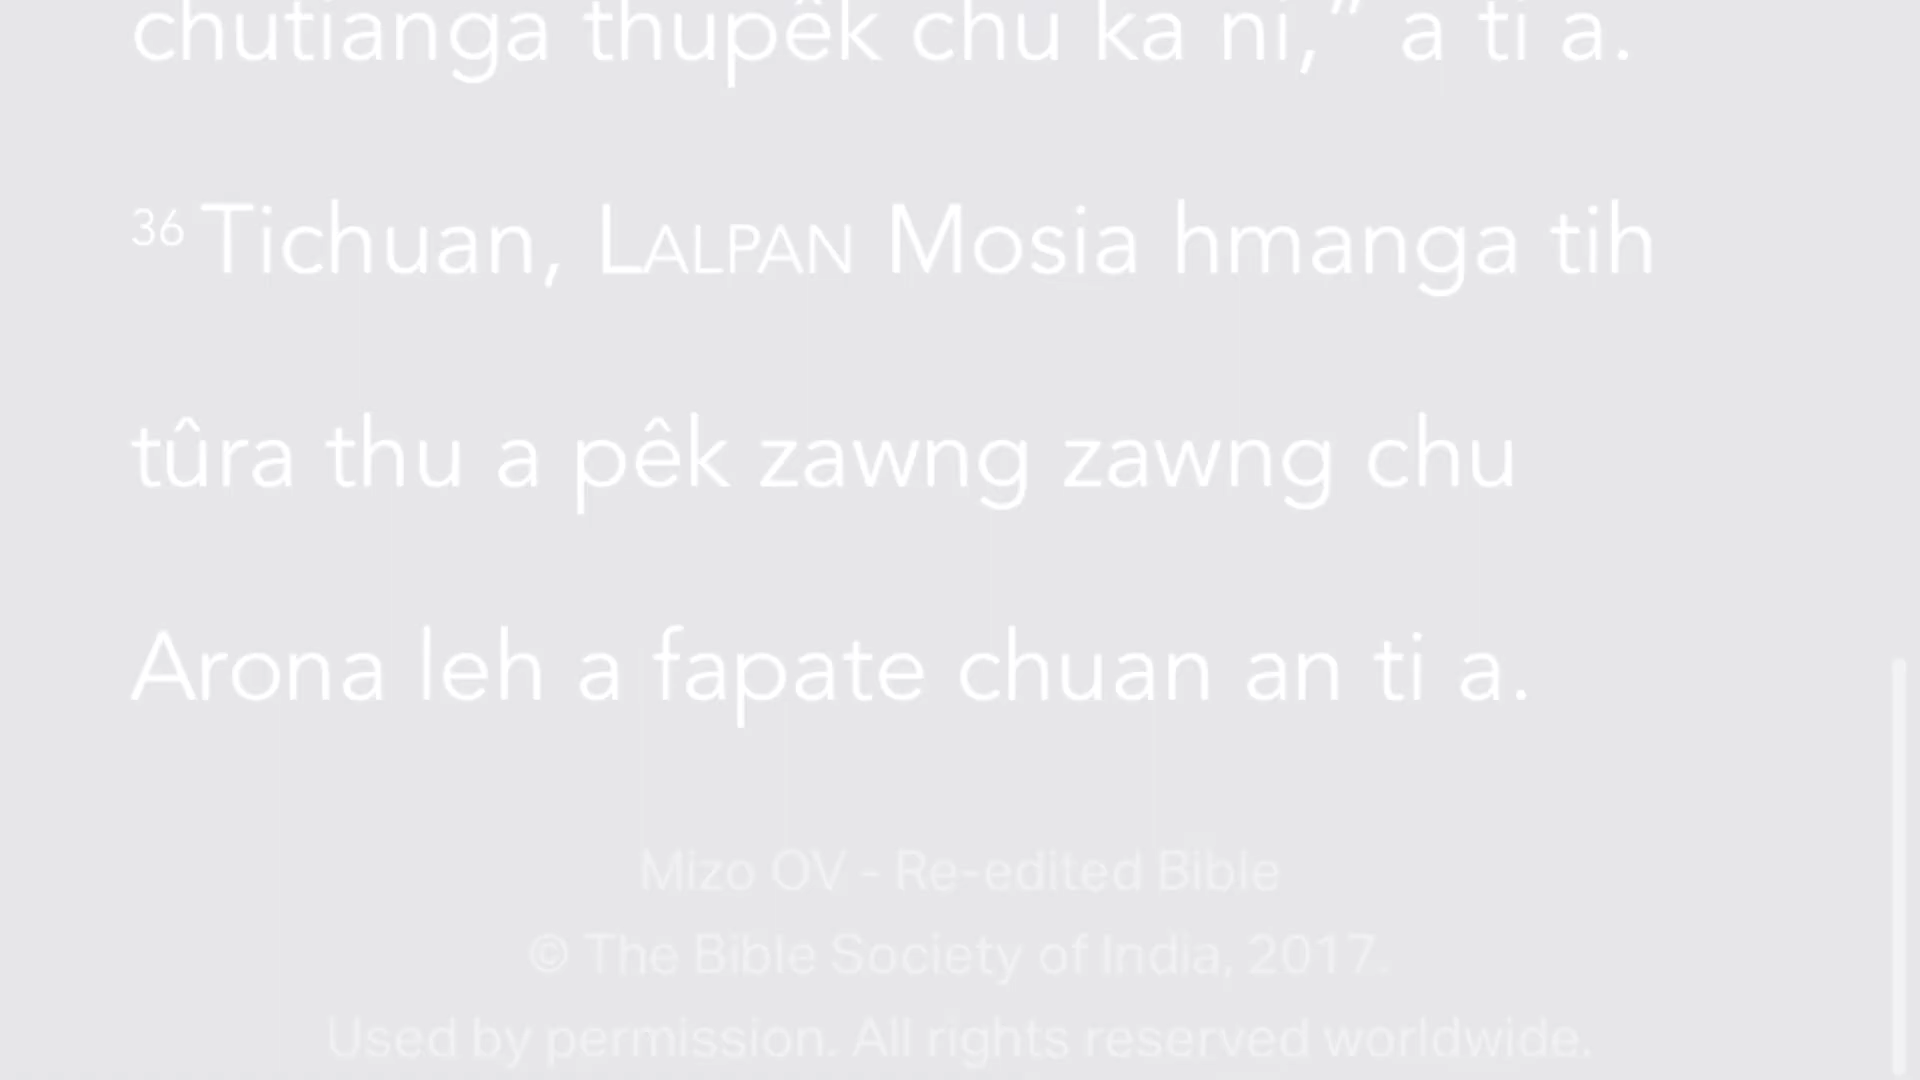 chutianga thupêk chu ka ni,” a ti a.
36 Tichuan, LALPAN Mosia hmanga tih
tûra thu a pêk zawng zawng chu
Arona leh a fapate chuan an ti a.
Mizo OV - Re-edited Bible
© The Bible Society of India, 2017.
Used by permission. All rights reserved worldwide.